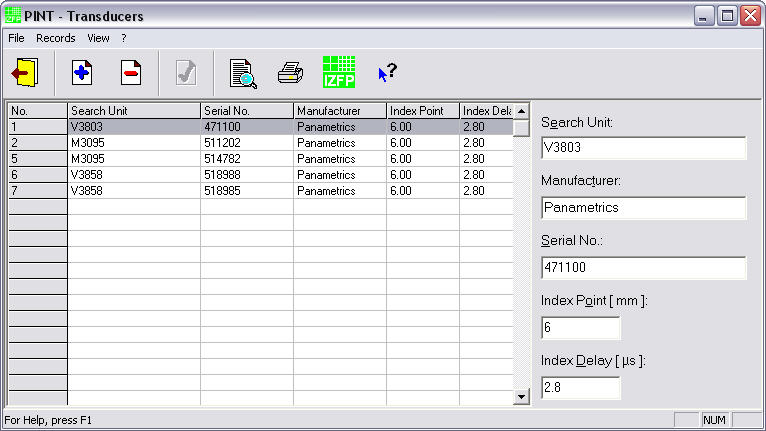 PINT - Transducers
File Records View ?
IZFP
No. Search Unit Serial No. Manufacturer Index Point Index Dela
1 V3803 471100 Panametrics 6.00 2.80
2 M3095 511202 Panametrics 6.00 2.80
5 M3095 514782 Panametrics 6.00 2.80
6 V3858 518988 Panametrics 6.00 2.80
7 V3858 518985 Panametrics 6.00 2.80
Search Unit:
V3803
Manufacturer:
Panametrics
Serial No.:
471100
Index Point [ mm ]:
6
Index Delay [ µs ]:
2.8
For Help, press F1
NUM